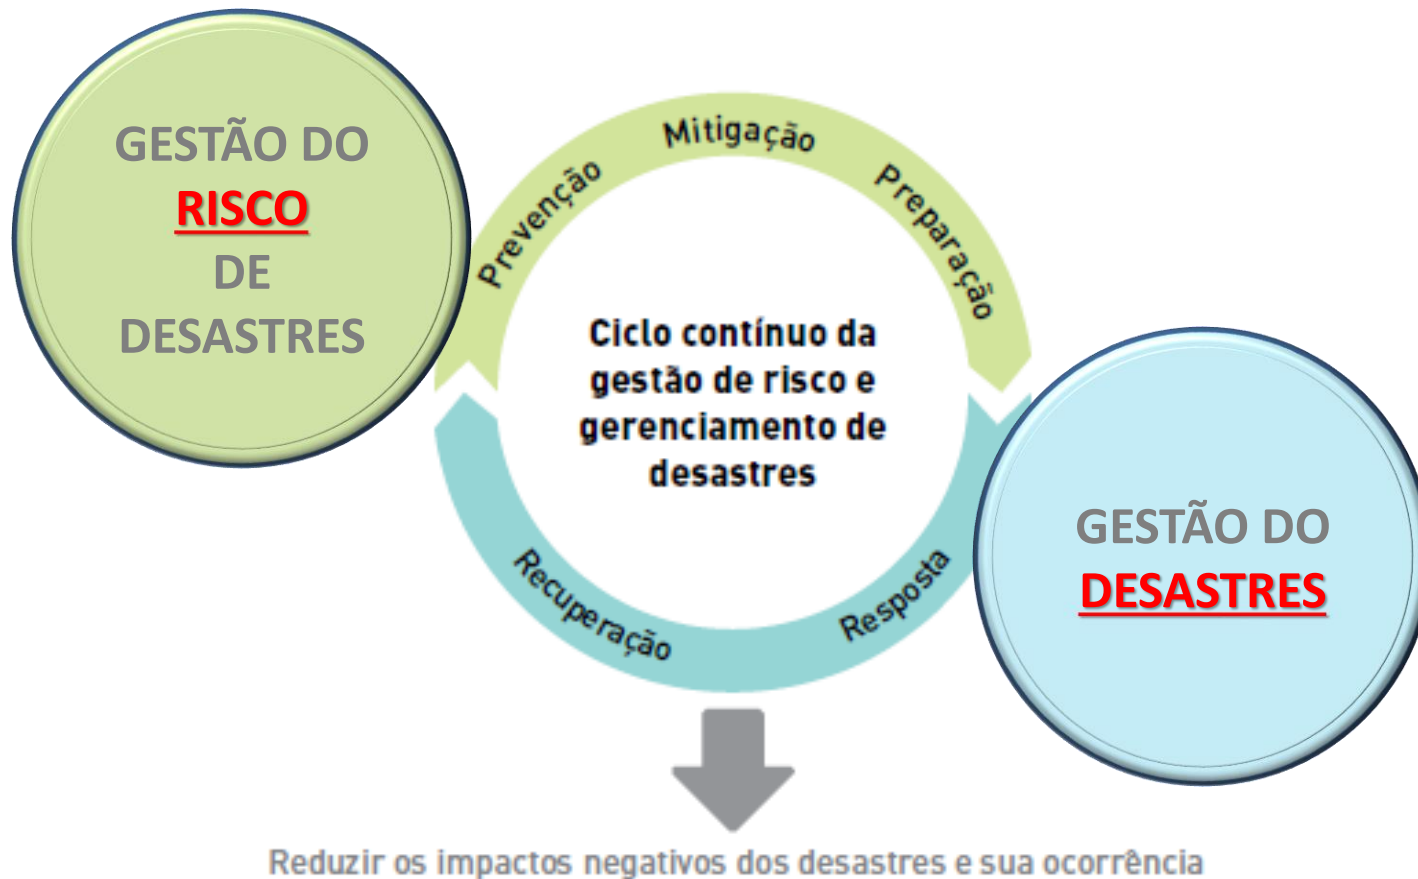 GESTÃO DO
RISCO
DE
DESASTRES
Prevenção
Mitigação
Preparação
Ciclo contínuo da
gestão de risco e
gerenciamento de
desastres
GESTÃO DO
DESASTRES
Resposta
Recuperação
Reduzir os impactos negativos dos desastres e sua ocorrência